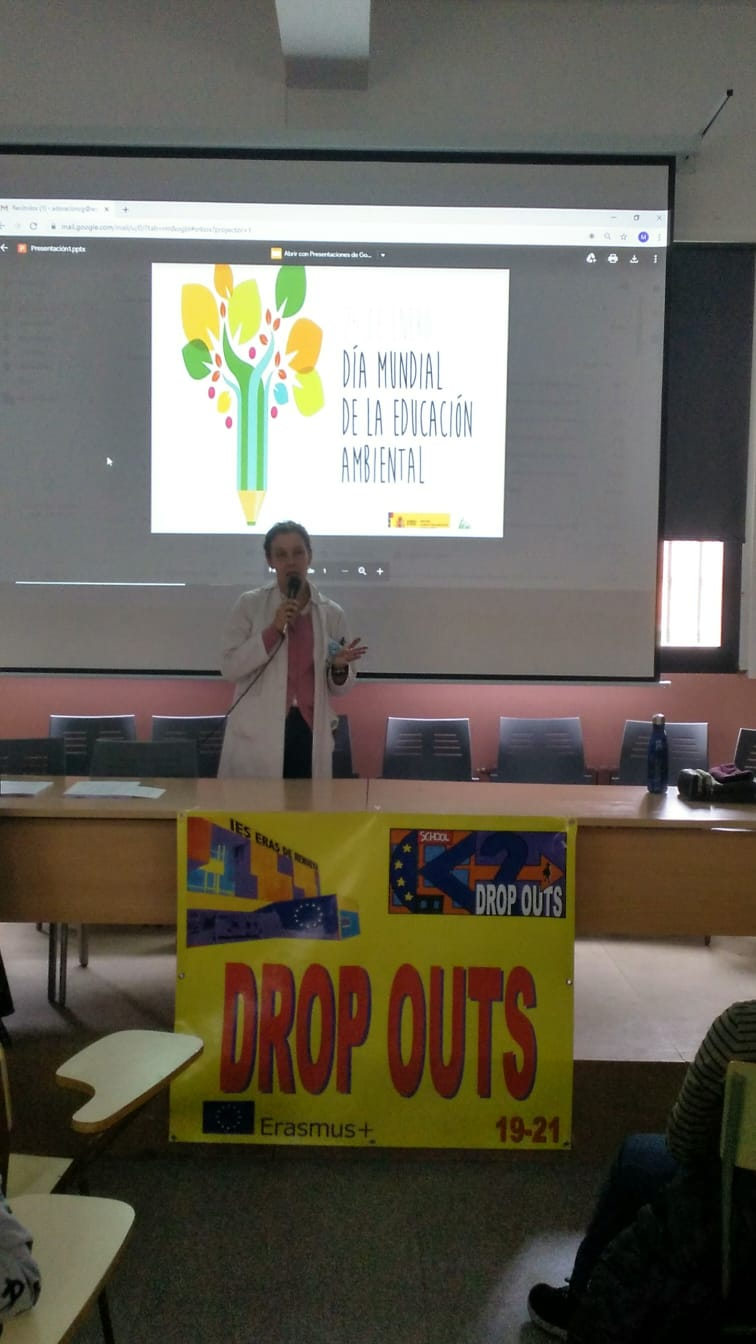 Presentación1.pptx
Abrir con Presentaciones de Go...
DÍA MUNDIAL
DE LA EDUCACIÓN
AMBIENTAL
IES ERAS DE
SCHOOL
DROP OUTS
DROP OUTS
Erasmus+
19-21